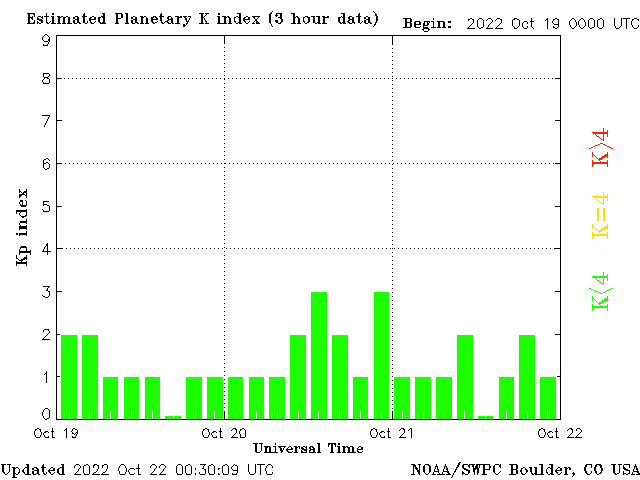 Estimated Planetary K index (3 hour data)
Begin: 2022 Oct 19 0000 UTC
9
8
7
6
5
4
3
2
1
0
Kp index
K>4
K=4
K<4
Oct 19
Oct 20
Oct 21
Oct 22
Universal Time
Updated 2022 Oct 22 00:30:09 UTC
NOAA/SWPC Boulder, CO USA